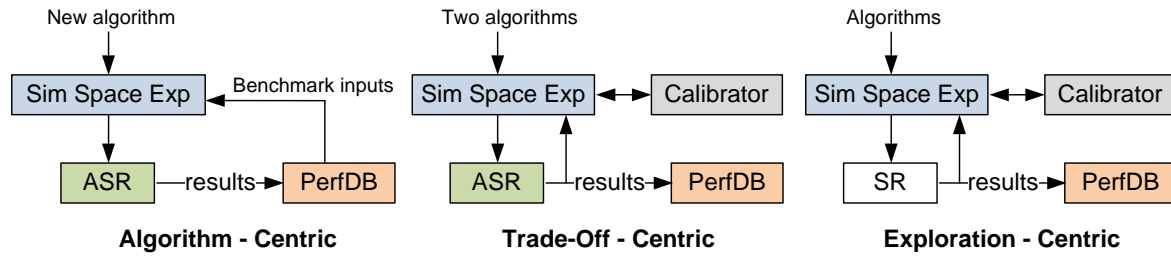 New algorithm
Sim Space Exp
Benchmark inputs
ASR
results
PerfDB
Algorithm - Centric
Two algorithms
Sim Space Exp
Calibrator
ASR
results
PerfDB
Trade-Off - Centric
Algorithms
Sim Space Exp
Calibrator
SR
results
PerfDB
Exploration - Centric